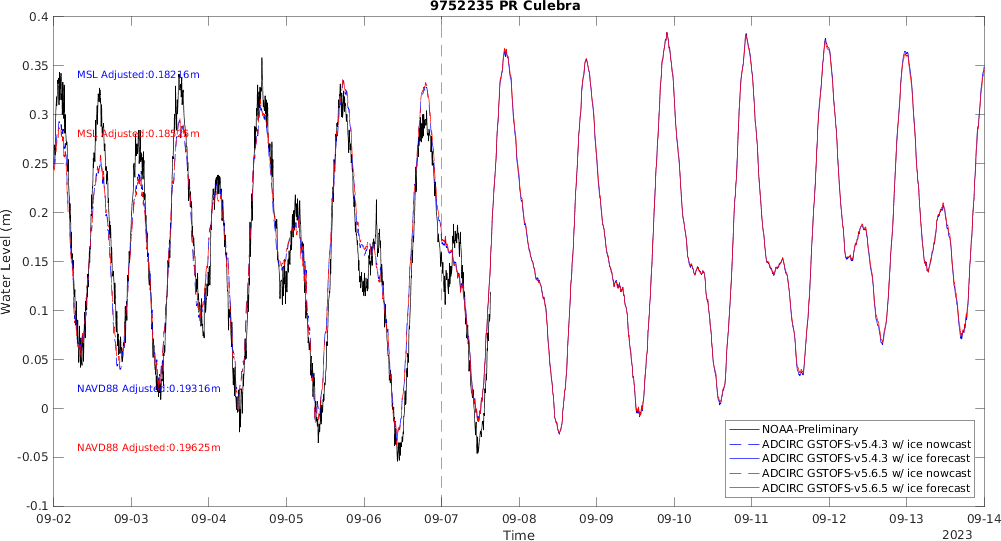 9752235 PR Culebra
0.4
0.35
0.3
0.25
0.2
0.15
0.1
0.05
0
-0.05
-0.1
Water Level (m)
MSL Adjusted:0.18216m
MSL Adjusted:0.18525m
NAVD88 Adjusted:0.19316m
NAVD88 Adjusted:0.19625m
NOAA-Preliminary
ADCIRC GSTOFS-v5.4.3 w/ ice nowcast
ADCIRC GSTOFS-v5.4.3 w/ ice forecast
ADCIRC GSTOFS-v5.6.5 w/ ice nowcast
ADCIRC GSTOFS-v5.6.5 w/ ice forecast
09-02 09-03 09-04 09-05 09-06 09-07 09-08 09-09 09-10 09-11 09-12 09-13 09-14
Time
2023